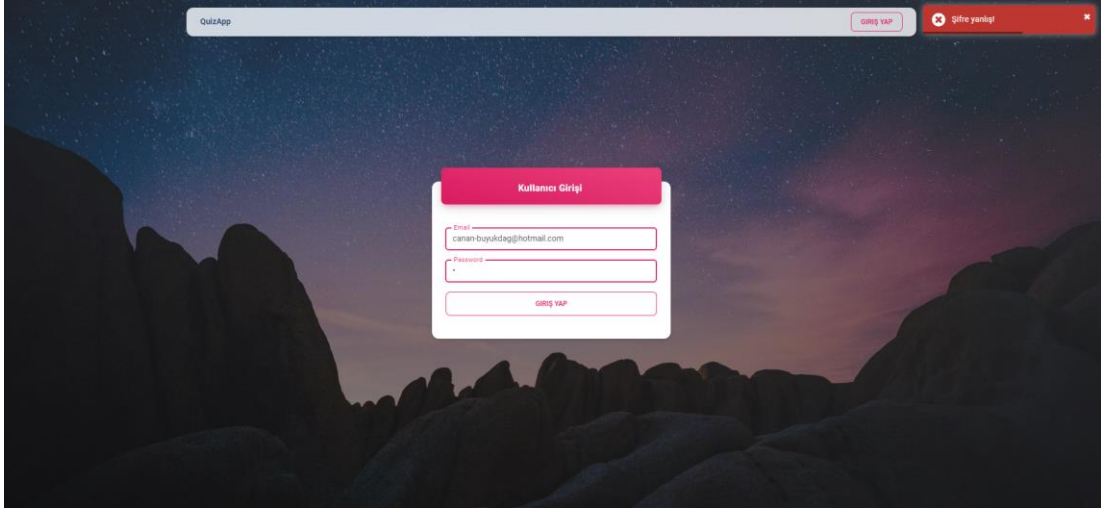 QuizApp
GIRIŞ YAP
Şifre yanlış!
Kullanıcı Girişi
Email
canan-buyukdag@hotmail.com
Password
GIRIŞ YAP